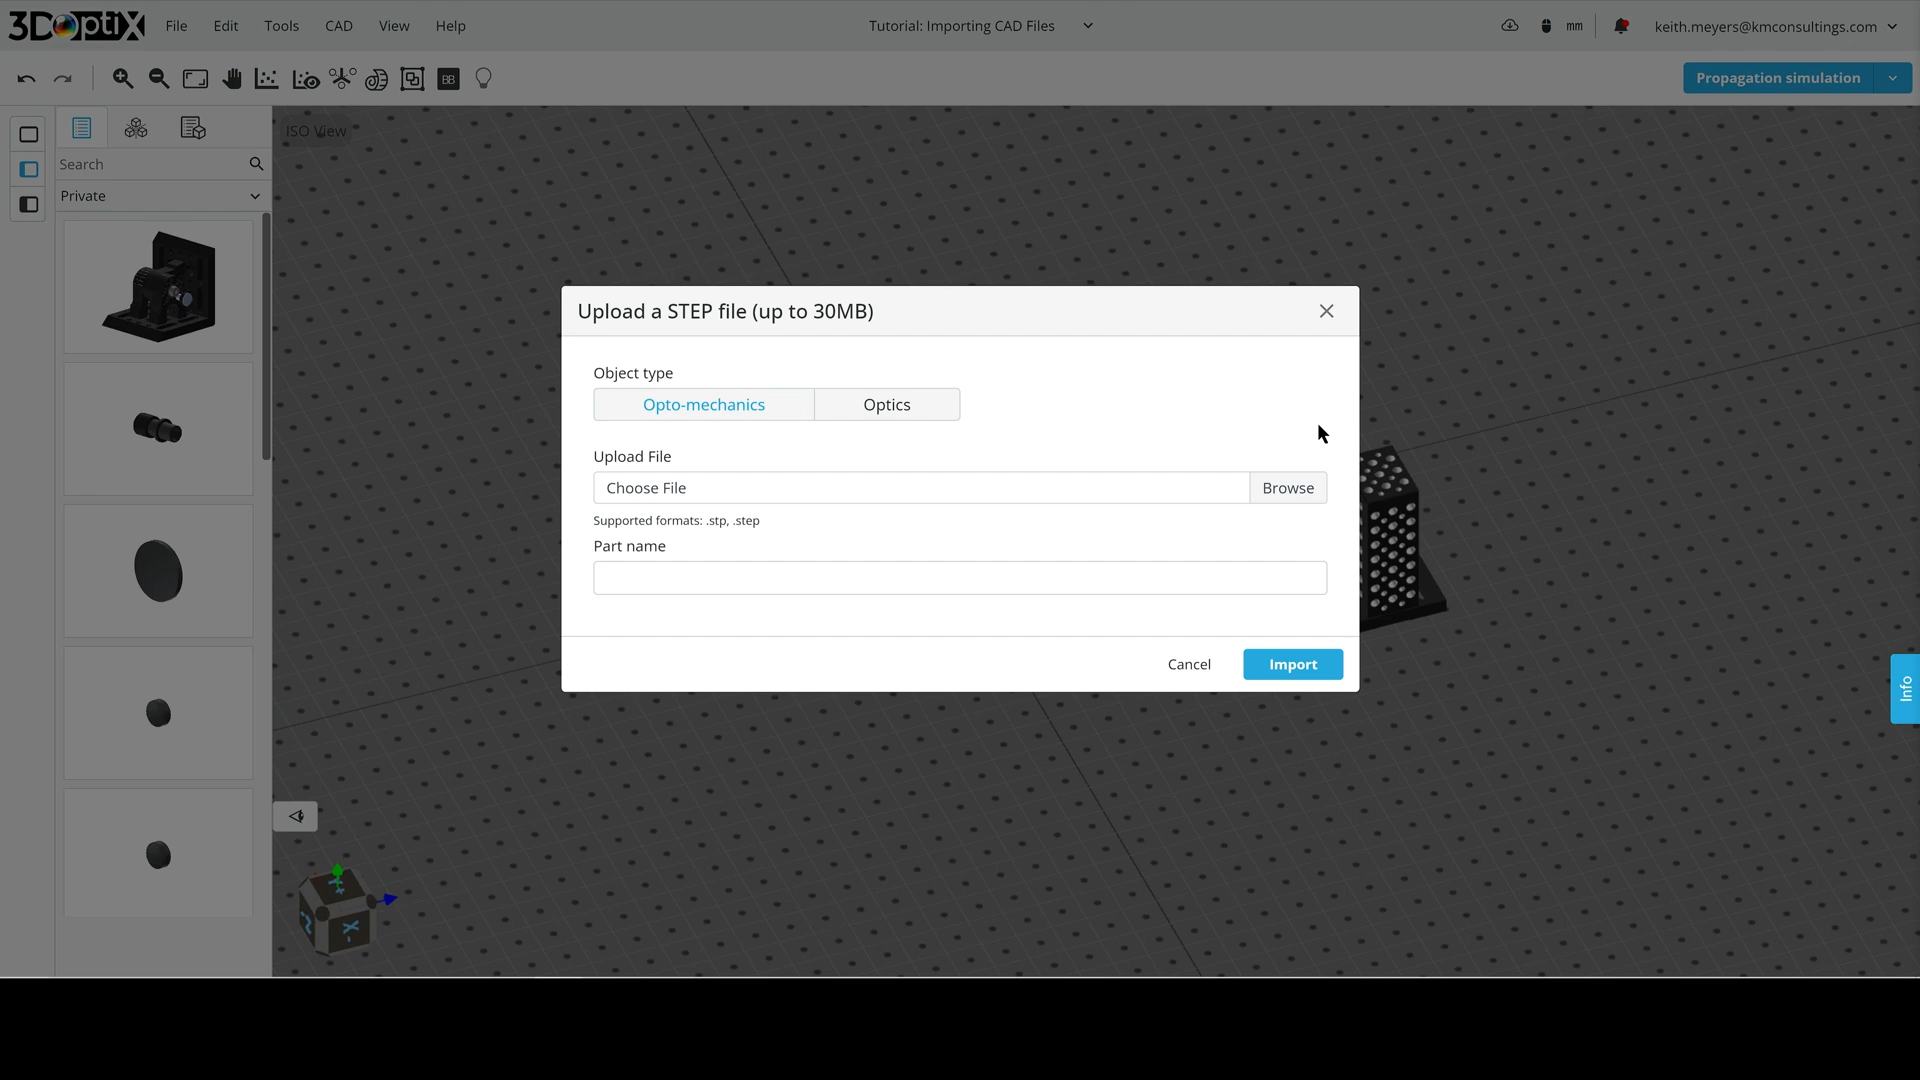 3DOptiX
File Edit Tools CAD View Help
Tutorial: Importing CAD Files
mm
keith.meyers@kmconsultings.com
BB
Propagation simulation
Search
Private
ISO View
Upload a STEP file (up to 30MB)
Object type
Opto-mechanics Optics
Upload File
Choose File Browse
Supported formats: .stp, .step
Part name
Cancel Import
Info